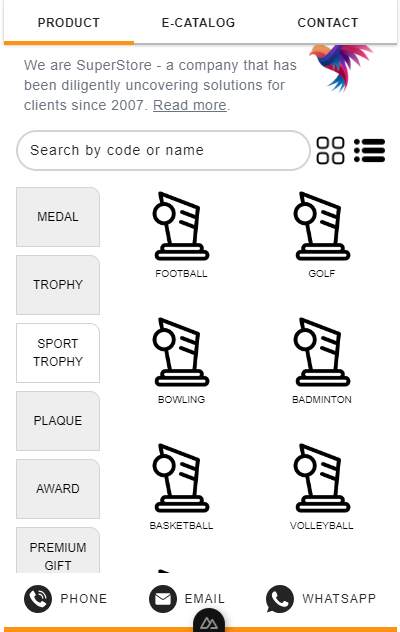 PRODUCT
E-CATALOG
CONTACT
We are SuperStore - a company that has
been diligently uncovering solutions for
clients since 2007. Read more.
Search by code or name
MEDAL
TROPHY
SPORT
TROPHY
PLAQUE
AWARD
PREMIUM
GIFT
FOOTBALL
GOLF
BOWLING
BADMINTON
BASKETBALL
VOLLEYBALL
PHONE
EMAIL
WHATSAPP